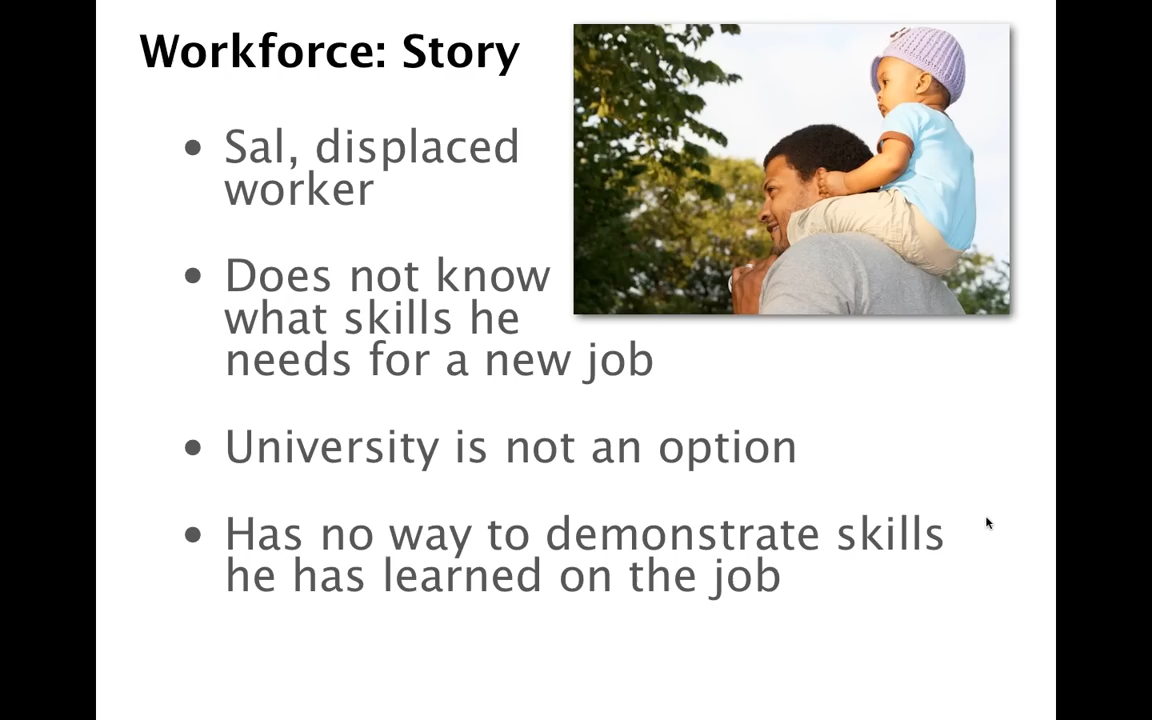 Workforce: Story
• Sal, displaced
worker
• Does not know
what skills he
needs for a new job
• University is not an option
• Has no way to demonstrate skills
he has learned on the job